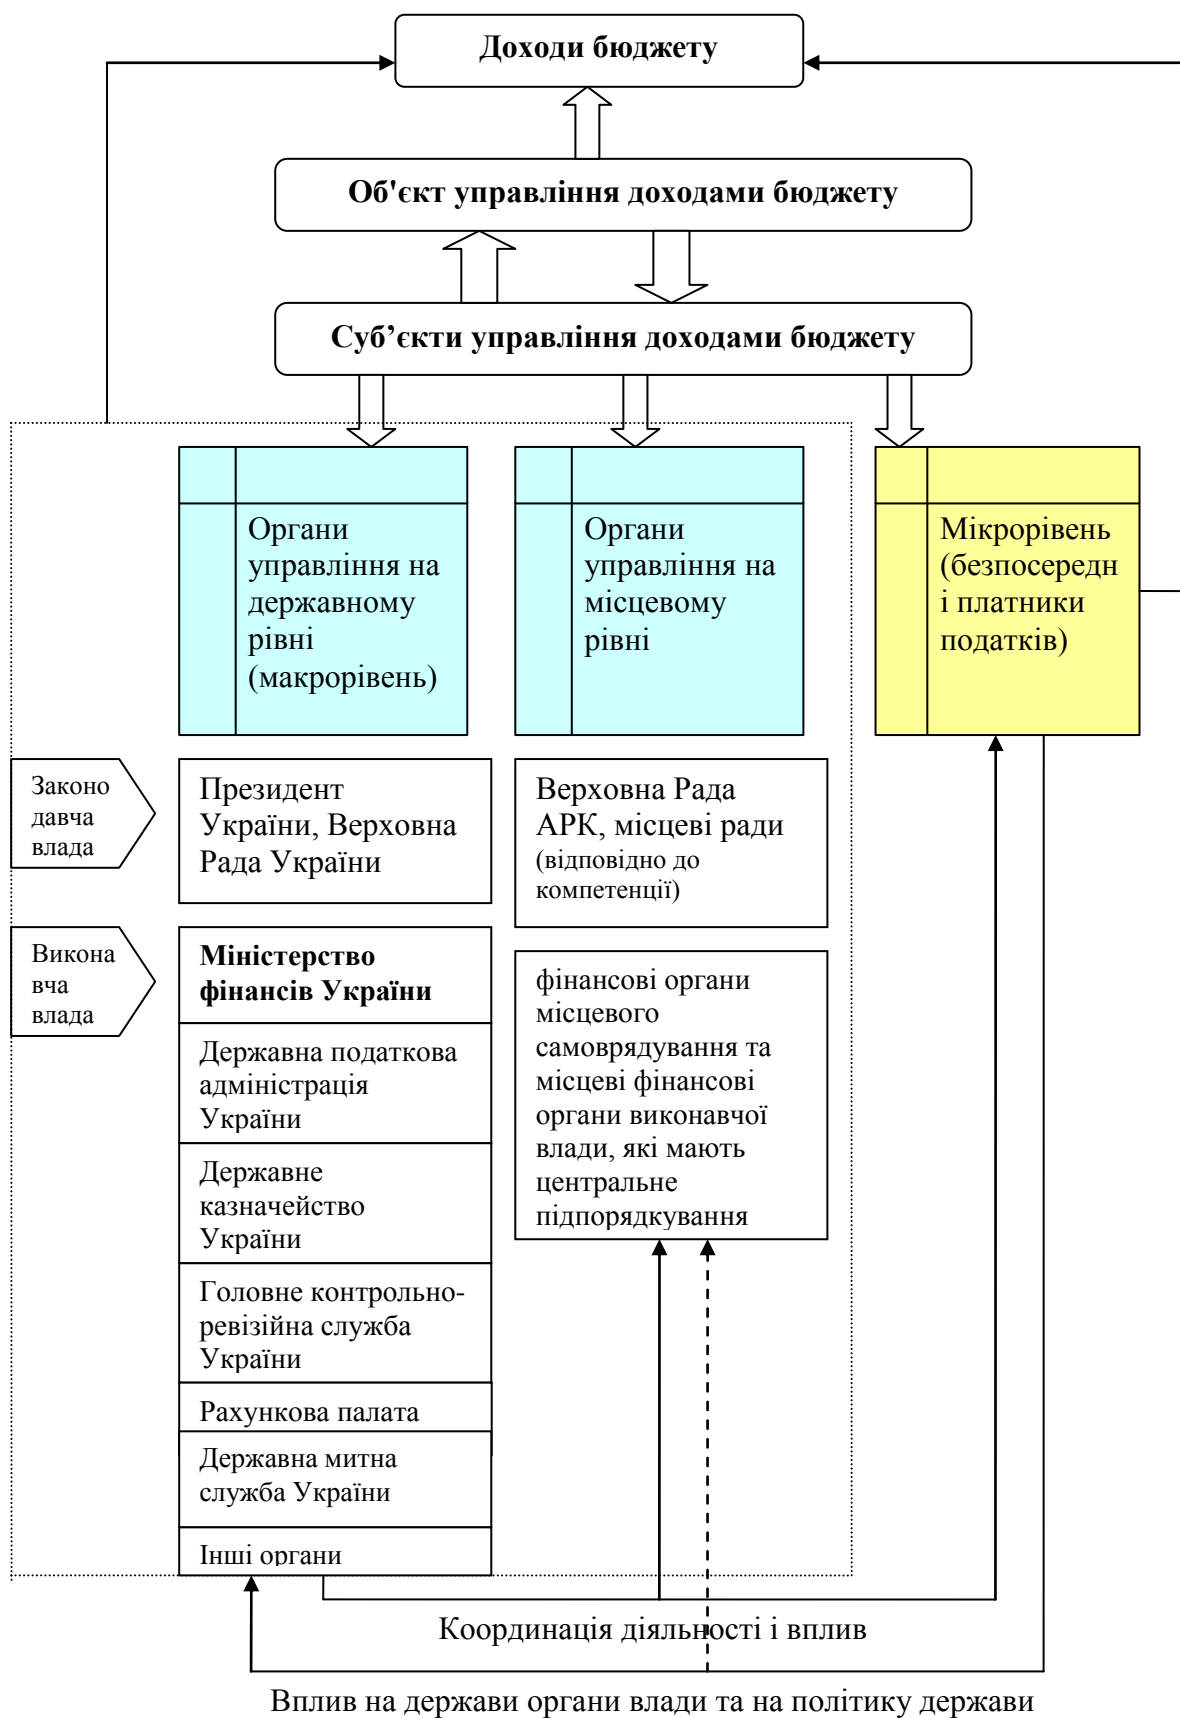 Доходи бюджету
Об'єкт управління доходами бюджету
Суб’єкти управління доходами бюджету
Органи
управління на
державному
рівні
(макрорівень)
Органи
управління на
місцевому
рівні
Мікрорівень
(безпосередн
і платники
податків)
Законо
давча
влада
Президент
України, Верховна
Рада України
Верховна Рада
АРК, місцеві ради
(відповідно до
компетенції)
Викона
вча
влада
Міністерство
фінансів України
Державна податкова
адміністрація
України
Державне
казначейство
України
Головне контрольно-
ревізійна служба
України
Рахункова палата
Державна митна
служба України
Інші органи
фінансові органи
місцевого
самоврядування та
місцеві фінансові
органи виконавчої
влади, які мають
центральне
підпорядкування
Координація діяльності і вплив
Вплив на держави органи влади та на політику держави